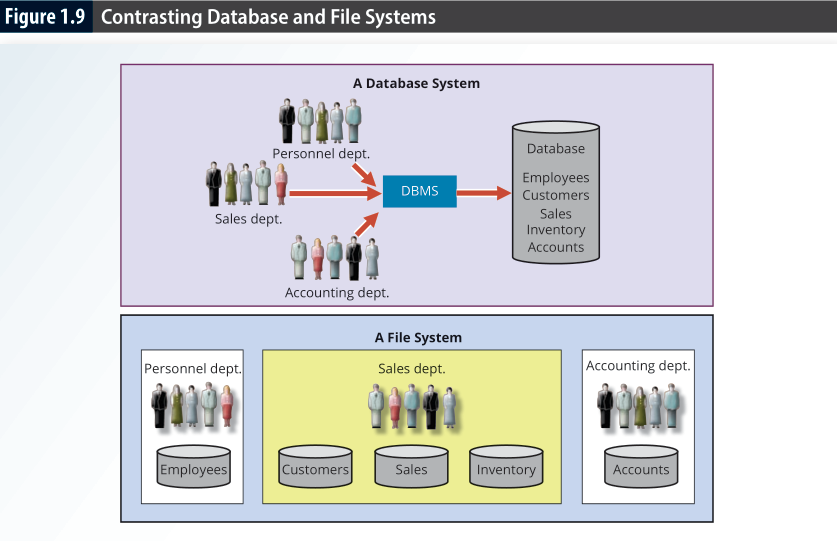 Figure 1.9 Contrasting Database and File Systems
A Database System
Personnel dept.
Sales dept.
Accounting dept.
DBMS
Database
Employees
Customers
Sales
Inventory
Accounts
A File System
Personnel dept.
Employees
Sales dept.
Customers
Sales
Inventory
Accounting dept.
Accounts